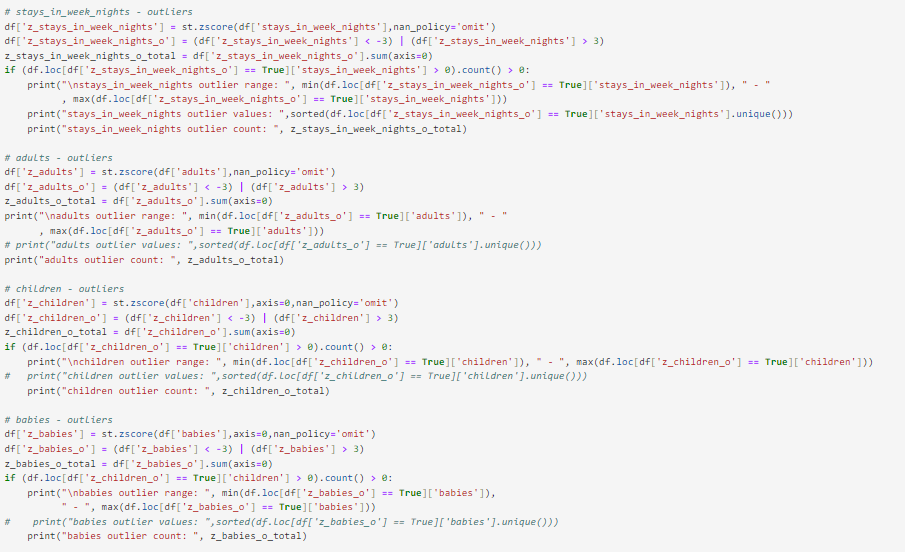 # stays_in_week_nights - outliers
df['z_stays_in_week_nights'] = st.zscore(df['stays_in_week_nights'],nan_policy='omit')
df['z_stays_in_week_nights_o'] = (df['z_stays_in_week_nights'] < -3) | (df['z_stays_in_week_nights'] > 3)
z_stays_in_week_nights_o_total = df['z_stays_in_week_nights_o'].sum(axis=0)
if (df.loc[df['z_stays_in_week_nights_o'] == True]['stays_in_week_nights'] > 0).count() > 0:
    print("\nstays_in_week_nights outlier range: ", min(df.loc[df['z_stays_in_week_nights_o'] == True]['stays_in_week_nights']), " - "
         , max(df.loc[df['z_stays_in_week_nights_o'] == True]['stays_in_week_nights']))
    print("stays_in_week_nights outlier values: ",sorted(df.loc[df['z_stays_in_week_nights_o'] == True]['stays_in_week_nights'].unique()))
    print("stays_in_week_nights outlier count: ", z_stays_in_week_nights_o_total)

# adults - outliers
df['z_adults'] = st.zscore(df['adults'],nan_policy='omit')
df['z_adults_o'] = (df['z_adults'] < -3) | (df['z_adults'] > 3)
z_adults_o_total = df['z_adults_o'].sum(axis=0)
print("\nadults outlier range: ", min(df.loc[df['z_adults_o'] == True]['adults']), " - "
      , max(df.loc[df['z_adults_o'] == True]['adults']))
# print("adults outlier values: ",sorted(df.loc[df['z_adults_o'] == True]['adults'].unique()))
print("adults outlier count: ", z_adults_o_total)

# children - outliers
df['z_children'] = st.zscore(df['children'],axis=0,nan_policy='omit')
df['z_children_o'] = (df['z_children'] < -3) | (df['z_children'] > 3)
z_children_o_total = df['z_children_o'].sum(axis=0)
if (df.loc[df['z_children_o'] == True]['children'] > 0).count() > 0:
    print("\nchildren outlier range: ", min(df.loc[df['z_children_o'] == True]['children']), " - ", max(df.loc[df['z_children_o'] == True]['children']))
#   print("children outlier values: ",sorted(df.loc[df['z_children_o'] == True]['children'].unique()))
    print("children outlier count: ", z_children_o_total)

# babies - outliers
df['z_babies'] = st.zscore(df['babies'],axis=0,nan_policy='omit')
df['z_babies_o'] = (df['z_babies'] < -3) | (df['z_babies'] > 3)
z_babies_o_total = df['z_babies_o'].sum(axis=0)
if (df.loc[df['z_children_o'] == True]['children'] > 0).count() > 0:
    print("\nbabies outlier range: ", min(df.loc[df['z_babies_o'] == True]['babies']),
         " - ", max(df.loc[df['z_babies_o'] == True]['babies']))
#    print("babies outlier values: ",sorted(df.loc[df['z_babies_o'] == True]['babies'].unique()))
    print("babies outlier count: ", z_babies_o_total)